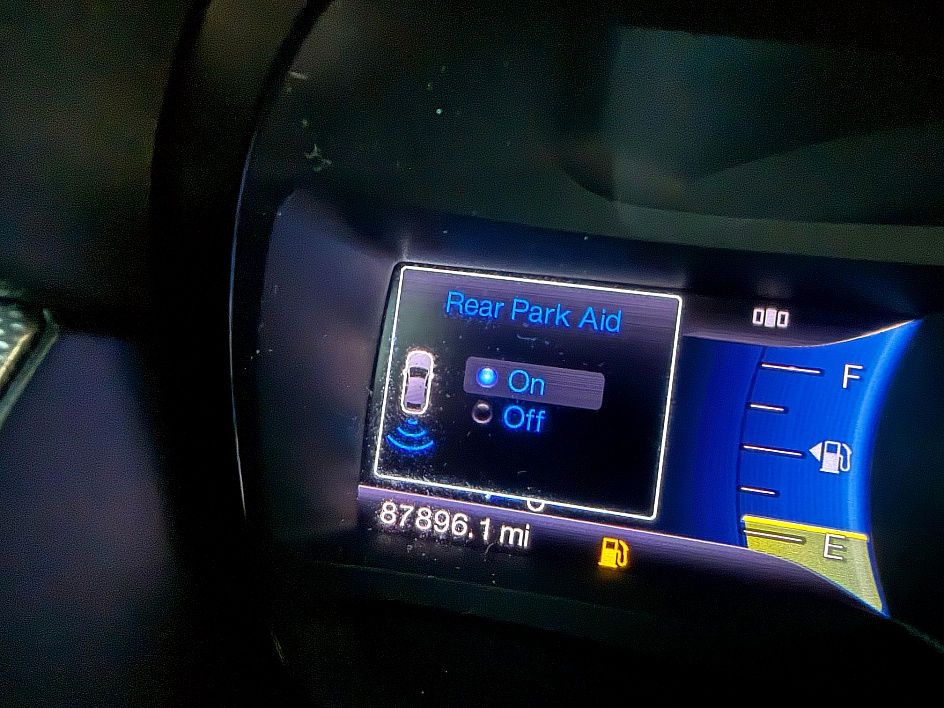 Rear Park Aid
On
Off
87896.1 mi
F
E